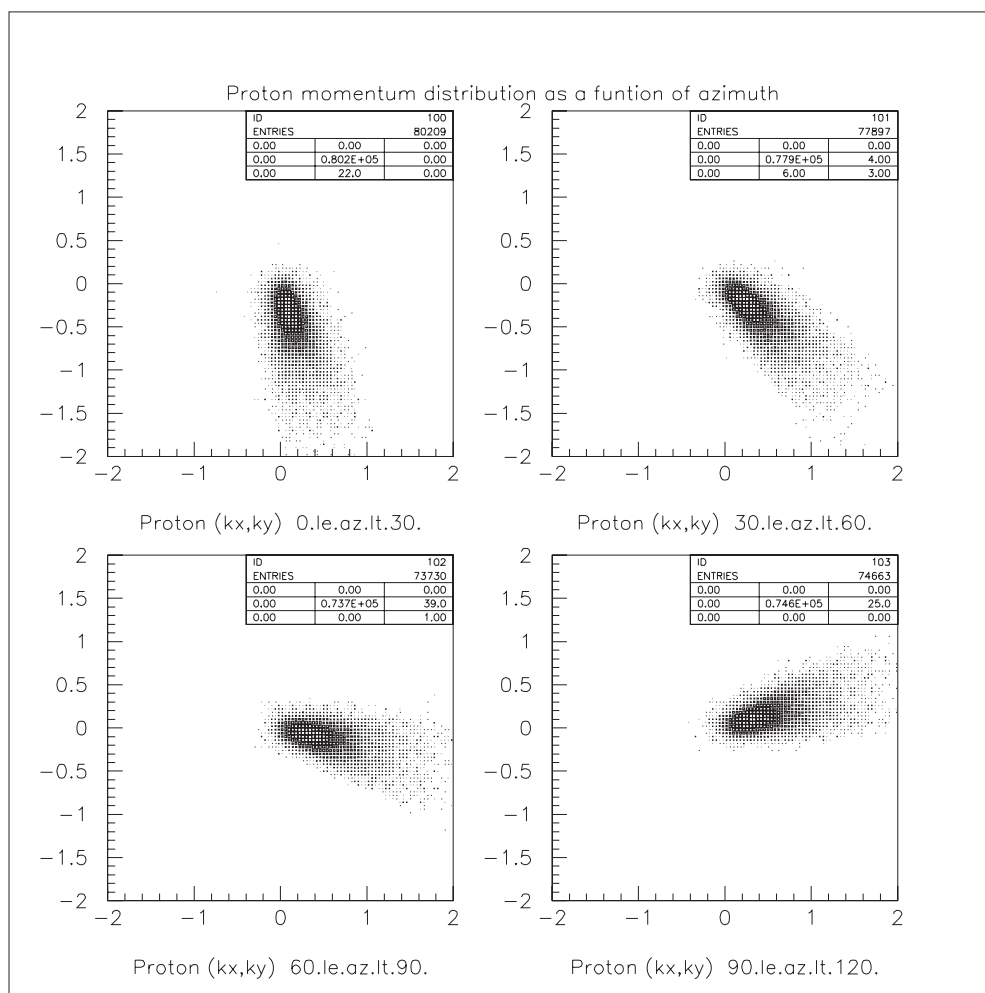 Proton momentum distribution as a funtion of azimuth
2
1.5
1
0.5
0
−0.5
−1
−1.5
−2
−2 −1 0 1 2
ID 100
ENTRIES 80209
0.00 0.00 0.00
0.00 0.802E+05 0.00
0.00 22.0 0.00
Proton (kx,ky) 0.le.az.lt.30.
2
1.5
1
0.5
0
−0.5
−1
−1.5
−2
−2 −1 0 1 2
ID 101
ENTRIES 77897
0.00 0.00 0.00
0.00 0.779E+05 4.00
0.00 6.00 3.00
Proton (kx,ky) 30.le.az.lt.60.
2
1.5
1
0.5
0
−0.5
−1
−1.5
−2
−2 −1 0 1 2
ID 102
ENTRIES 73730
0.00 0.00 0.00
0.00 0.737E+05 39.0
0.00 0.00 1.00
Proton (kx,ky) 60.le.az.lt.90.
2
1.5
1
0.5
0
−0.5
−1
−1.5
−2
−2 −1 0 1 2
ID 103
ENTRIES 74663
0.00 0.00 0.00
0.00 0.746E+05 25.0
0.00 0.00 0.00
Proton (kx,ky) 90.le.az.lt.120.